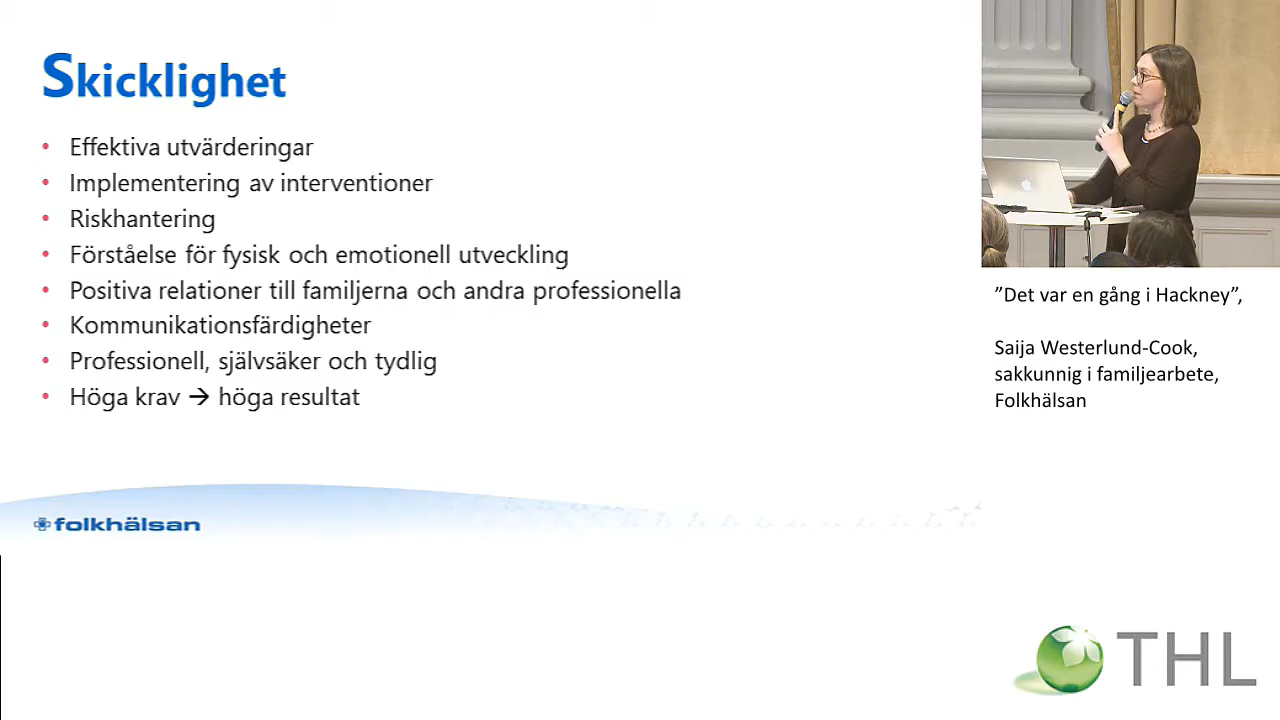 Skicklighet
• Effektiva utvärderingar
• Implementering av interventioner
• Riskhantering
• Förståelse för fysisk och emotionell utveckling
• Positiva relationer till familjerna och andra professionella
• Kommunikationsfärdigheter
• Professionell, självsäker och tydlig
• Höga krav → höga resultat
folkhälsan
”Det var en gång i Hackney”,
Saija Westerlund-Cook,
sakkunnig i familjearbete,
Folkhälsan
THL